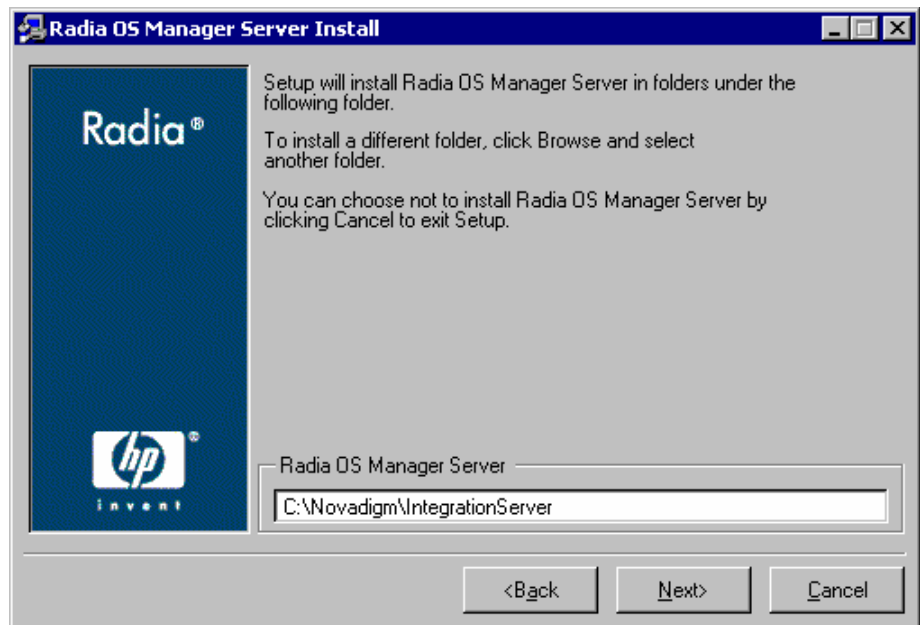 Radia OS Manager Server Install
Radia®
Setup will install Radia OS Manager Server in folders under the
following folder.
To install a different folder, click Browse and select
another folder.
You can choose not to install Radia OS Manager Server by
clicking Cancel to exit Setup.
hp®
invent
Radia OS Manager Server
C:\Novadigm\IntegrationServer
<Back
Next>
Cancel